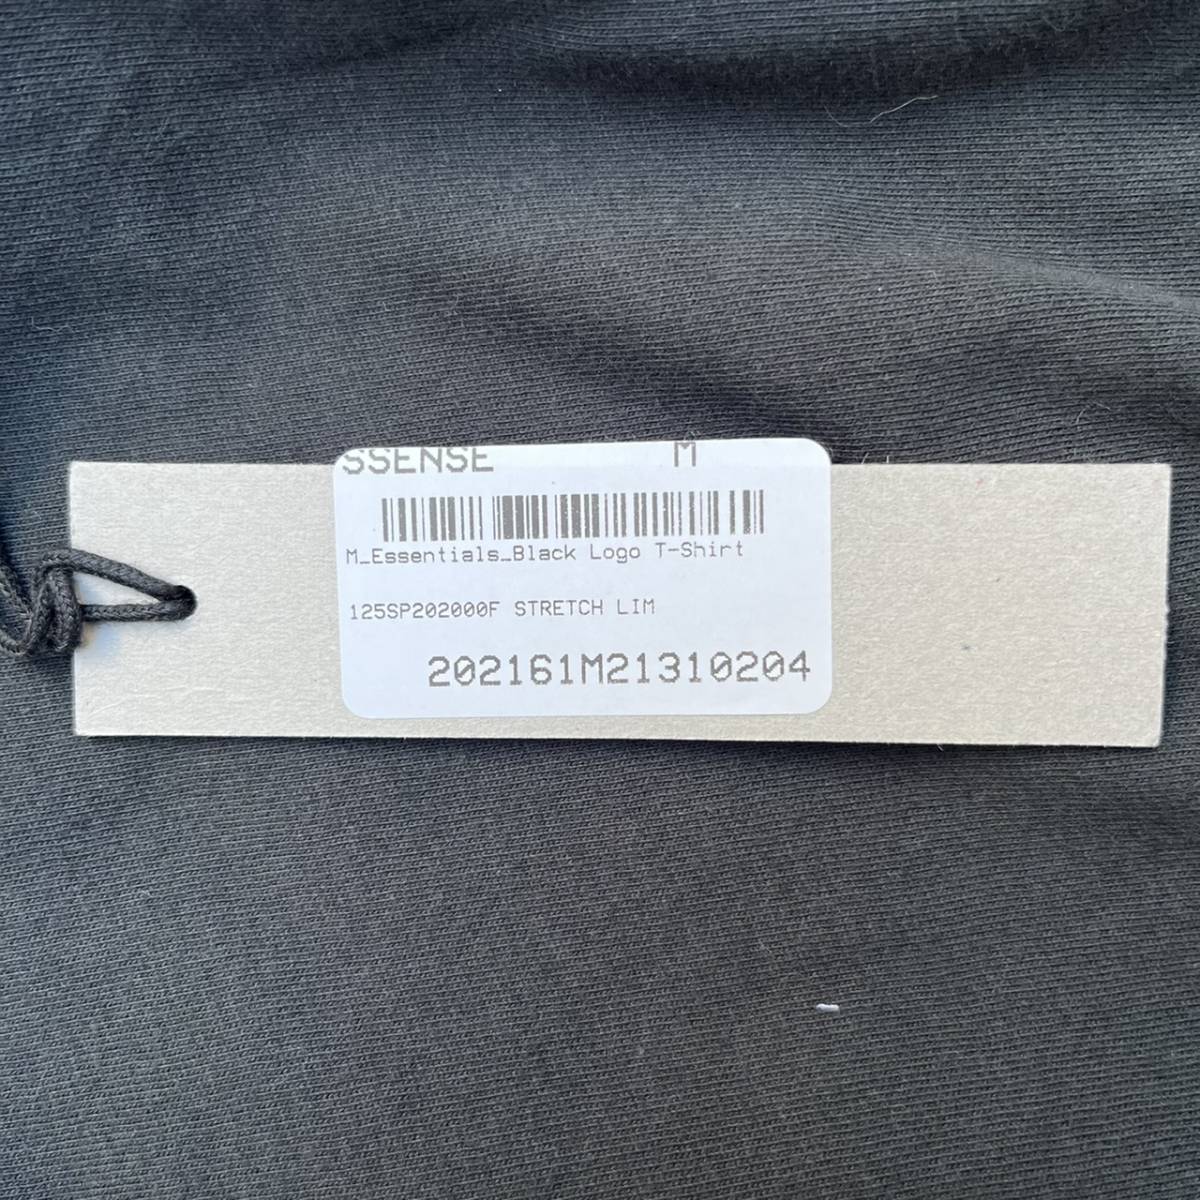 SSENSE M
M_Essentials_Black Logo T-Shirt
125SP202000F STRETCH LIM
202161M21310204